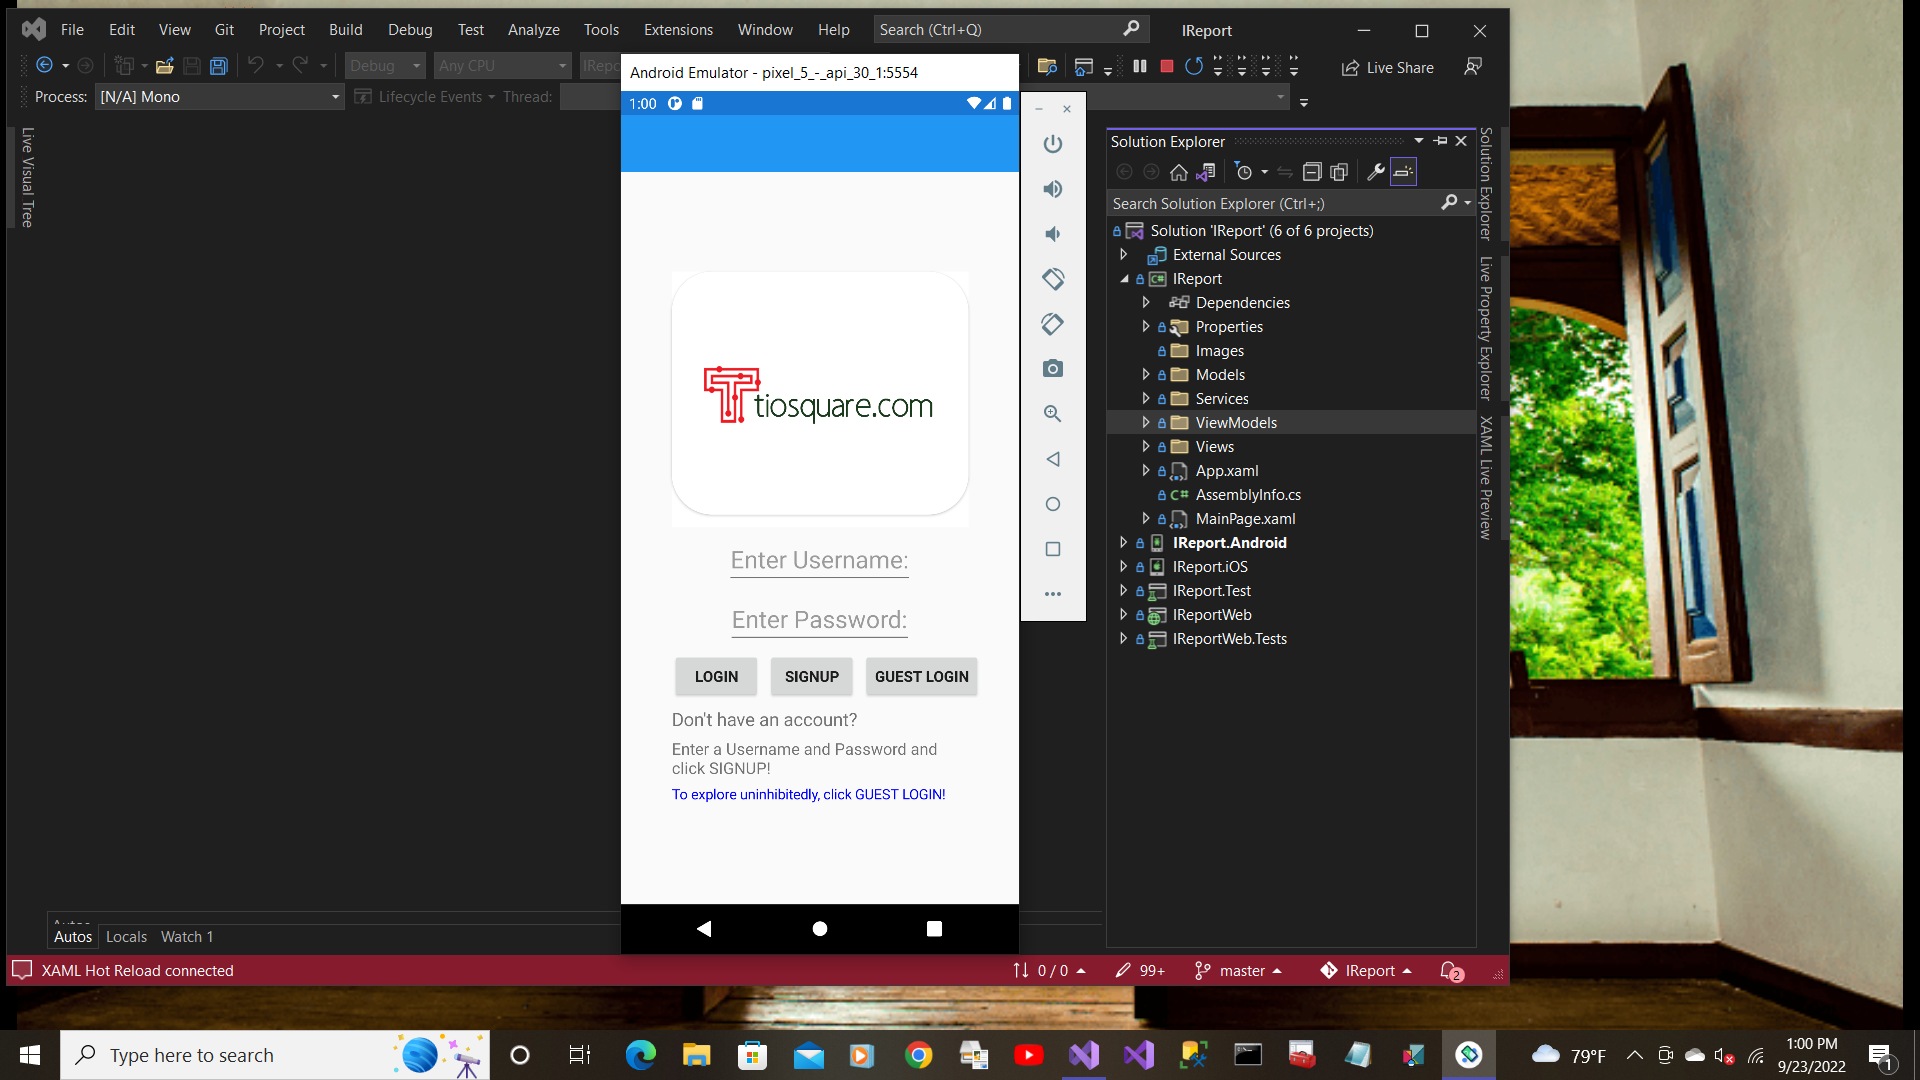 File Edit View Git Project Build Debug Test Analyze Tools Extensions Window Help Search (Ctrl+Q) IReport
Debug Any CPU Live Share
Process: [N/A] Mono Lifecycle Events Thread:
Live Visual Tree
Android Emulator - pixel_5_-_api_30_1:5554
1:00
tiosquare.com
Enter Username:
Enter Password:
LOGIN SIGNUP GUEST LOGIN
Don't have an account?
Enter a Username and Password and
click SIGNUP!
To explore uninhibitedly, click GUEST LOGIN!
Solution Explorer
Search Solution Explorer (Ctrl+;)
Solution 'IReport' (6 of 6 projects)
External Sources
IReport
Dependencies
Properties
Images
Models
Services
ViewModels
Views
App.xaml
AssemblyInfo.cs
MainPage.xaml
IReport.Android
IReport.iOS
IReport.Test
IReportWeb
IReportWeb.Tests
Solution Explorer
Live Property Explorer
XAML Live Preview
Autos Locals Watch 1
XAML Hot Reload connected 0 / 0 99+ master IReport 2
Type here to search 79°F 1:00 PM
9/23/2022 1